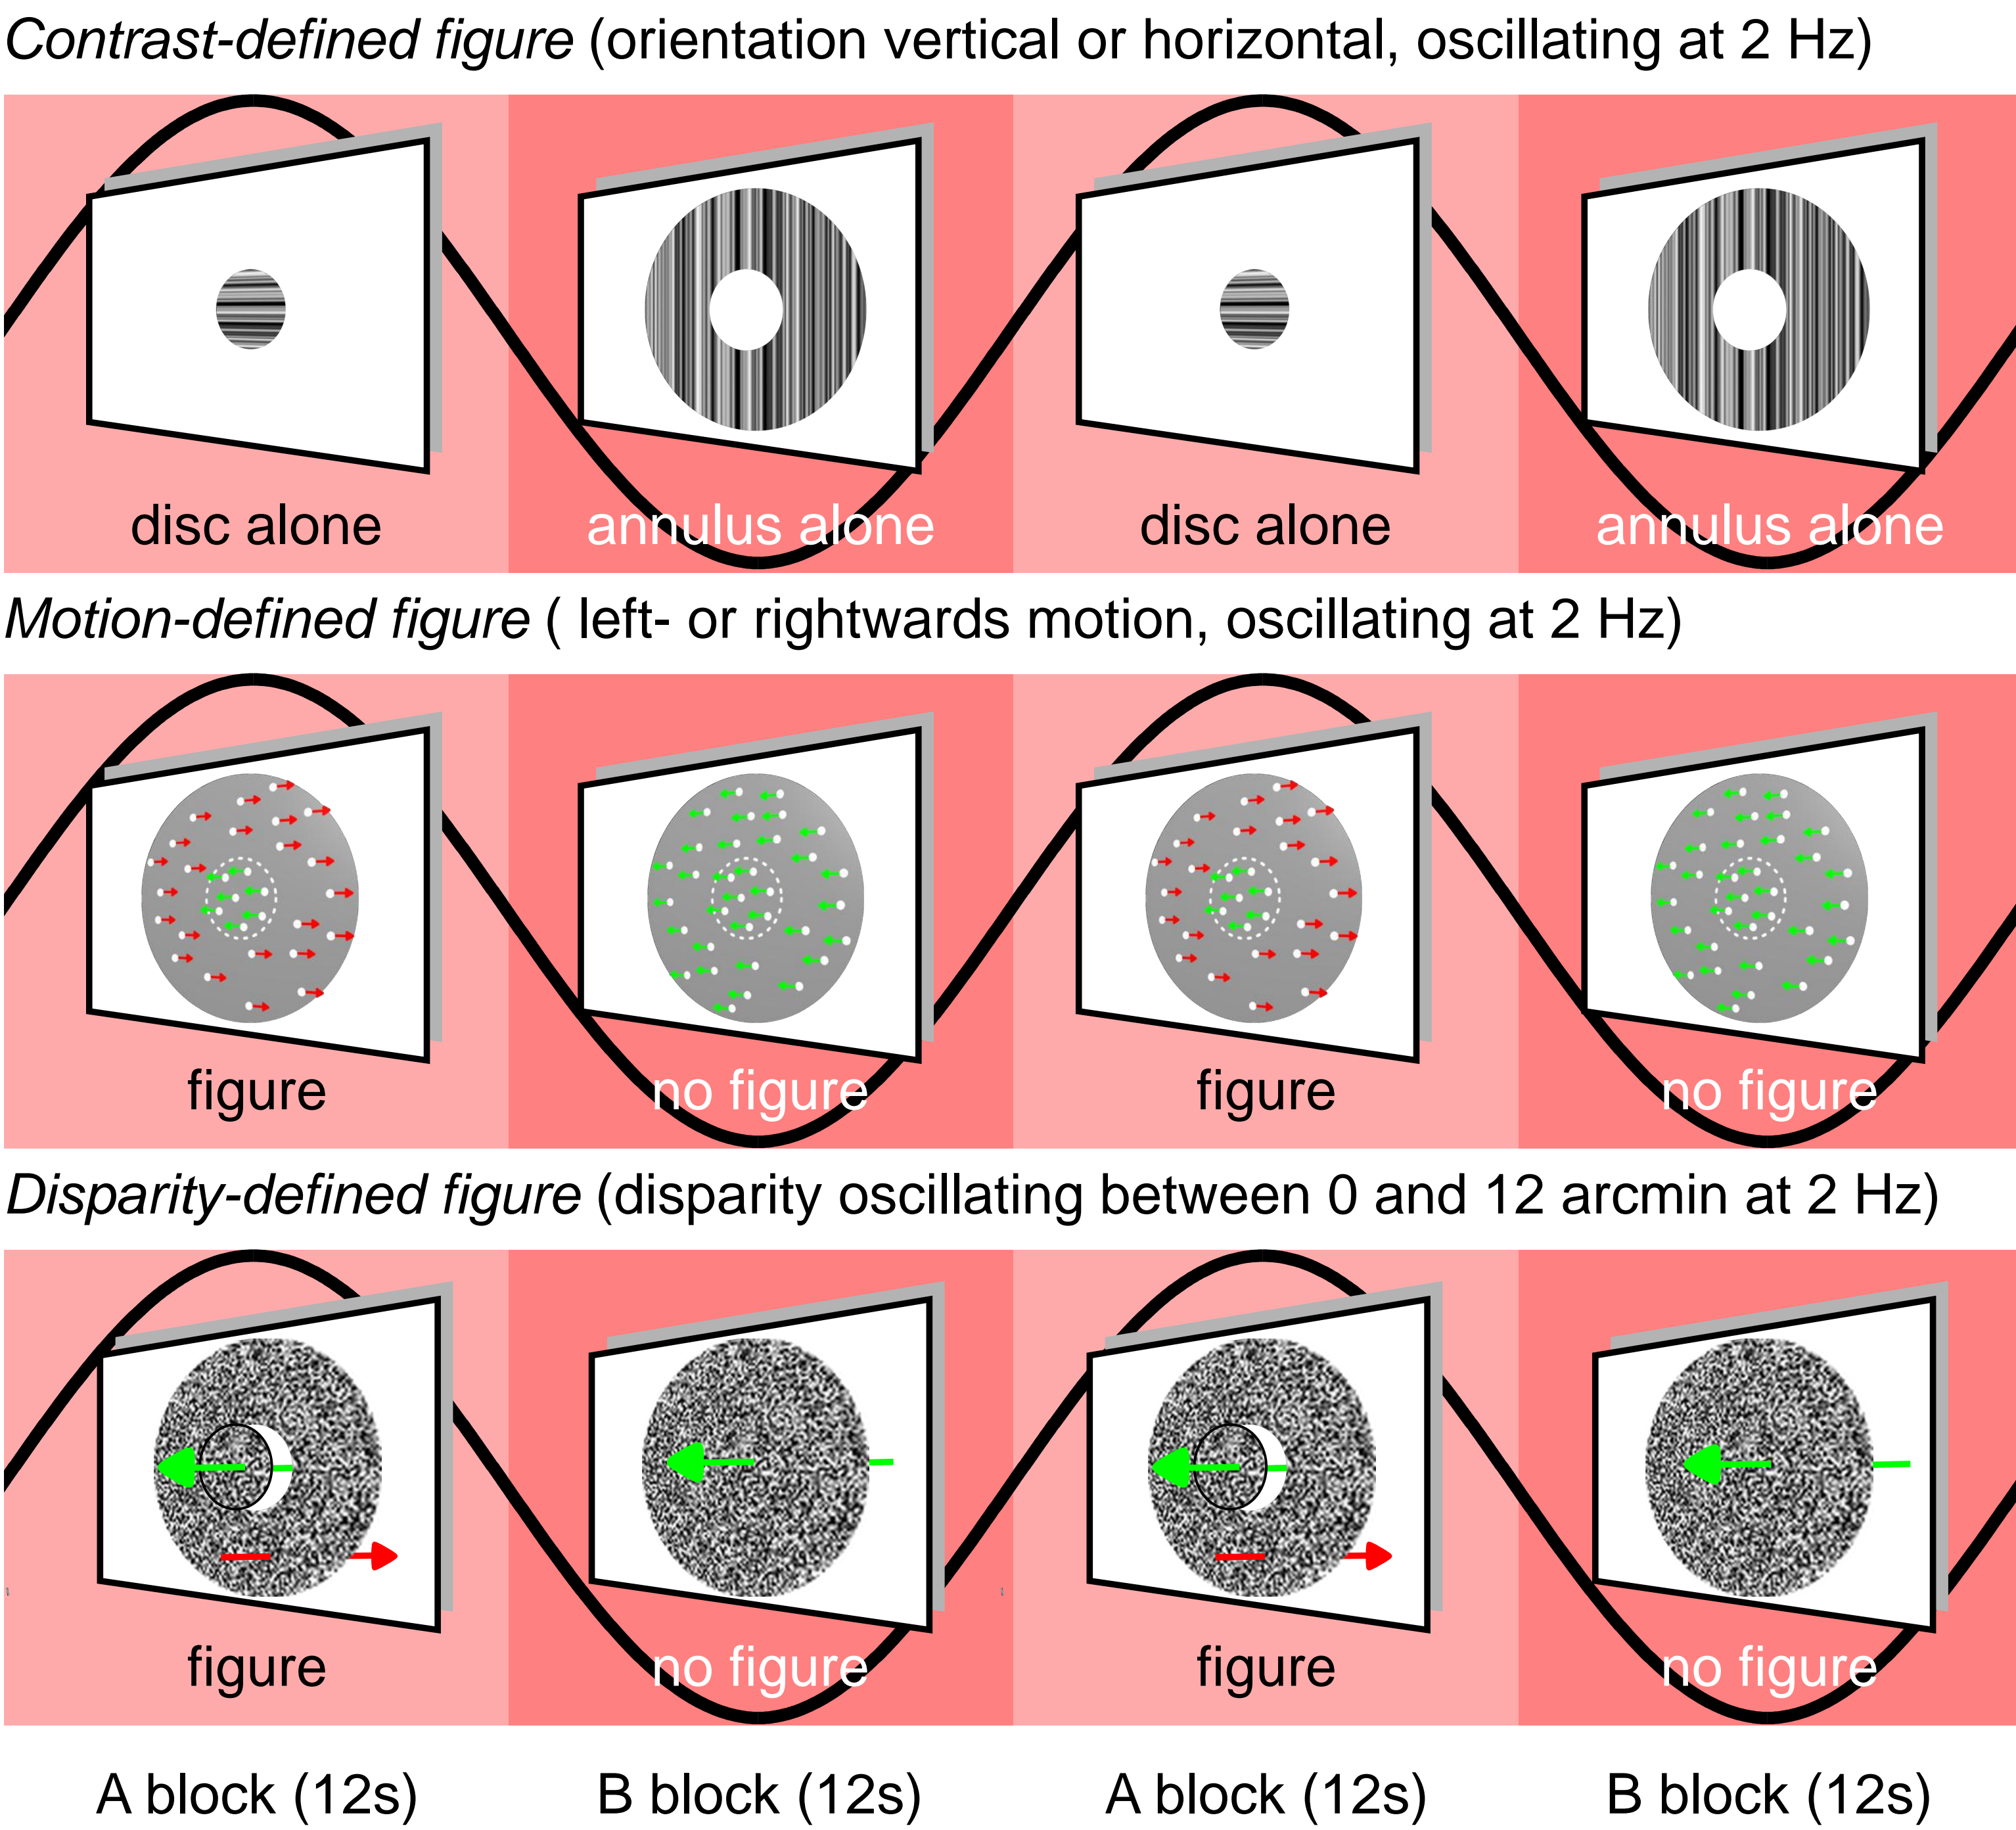 Contrast-defined figure (orientation vertical or horizontal, oscillating at 2 Hz)
disc alone
annulus alone
disc alone
annulus alone
Motion-defined figure ( left- or rightwards motion, oscillating at 2 Hz)
figure
no figure
figure
no figure
Disparity-defined figure (disparity oscillating between 0 and 12 arcmin at 2 Hz)
figure
no figure
figure
no figure
A block (12s)
B block (12s)
A block (12s)
B block (12s)